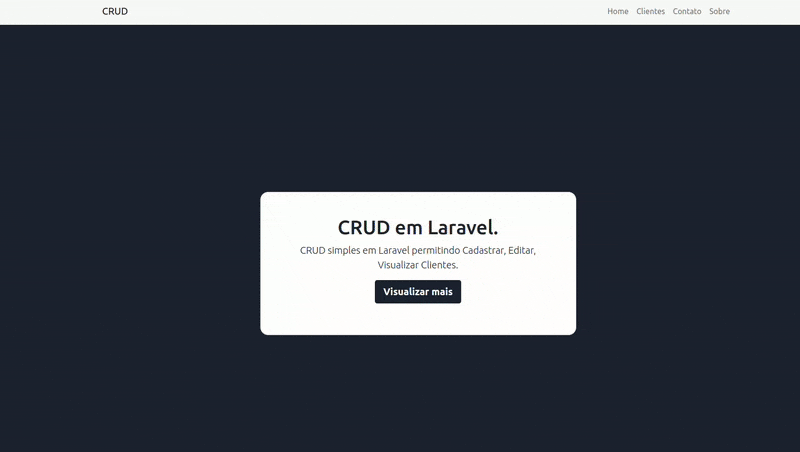 CRUD
Home Clientes Contato Sobre
CRUD em Laravel.
CRUD simples em Laravel permitindo Cadastrar, Editar,
Visualizar Clientes.
Visualizar mais